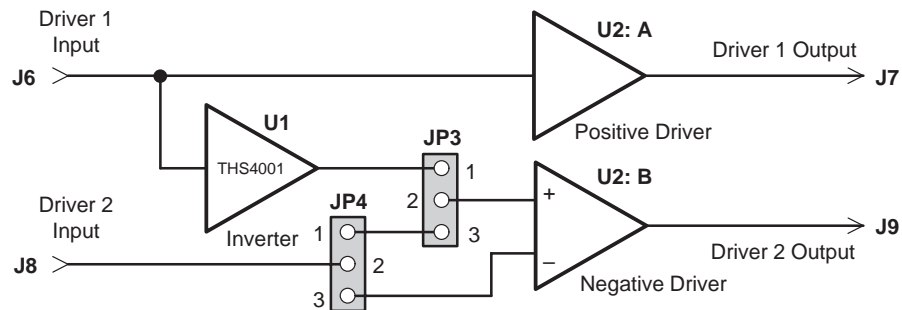 Driver 1
Input
J6
U2: A
Driver 1 Output
J7
Positive Driver
U1
THS4001
Inverter
JP3
1
2
3
Driver 2
Input
J8
JP4
1
2
3
U2: B
+
–
J9
Driver 2 Output
Negative Driver